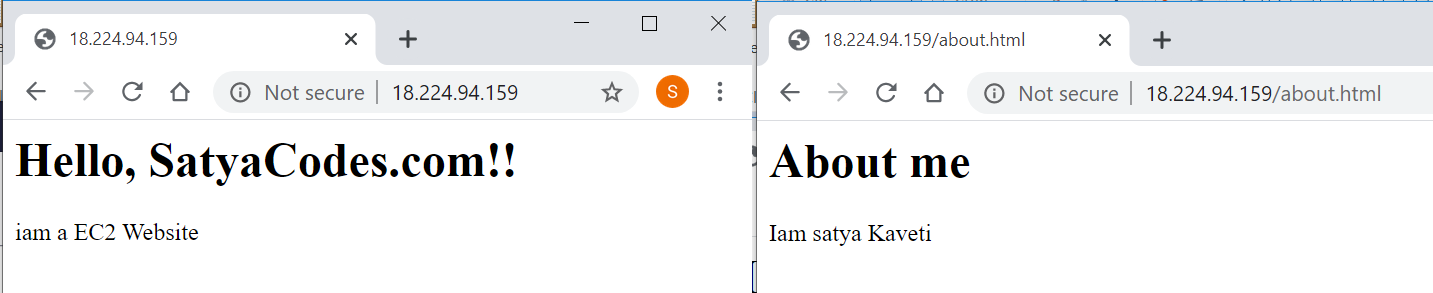 18.224.94.159
Not secure 18.224.94.159
S
Hello, SatyaCodes.com!!
iam a EC2 Website
18.224.94.159/about.html
Not secure 18.224.94.159/about.html
About me
Iam satya Kaveti